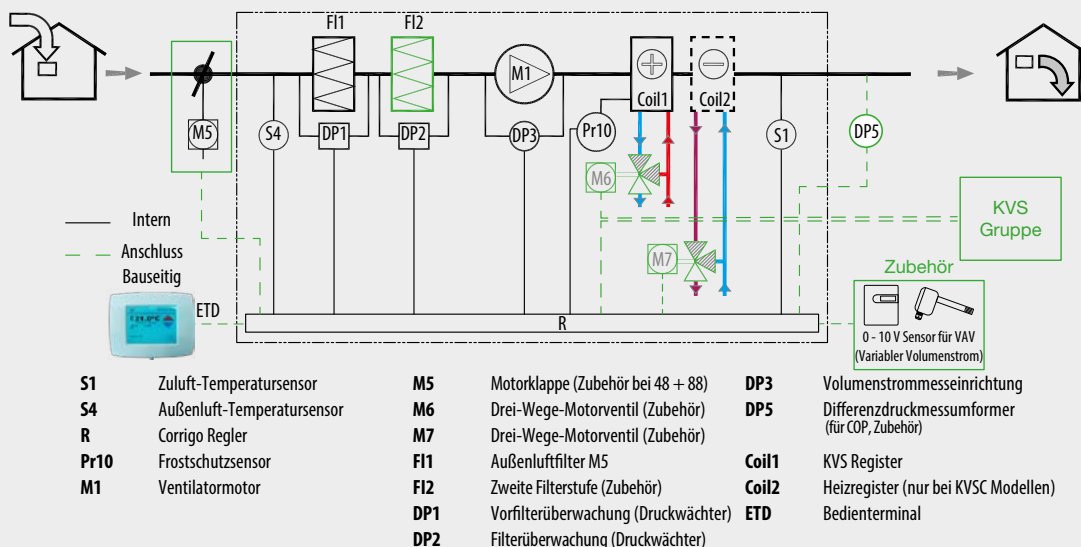 FI1
FI2
M1
Coil1
Coil2
M5
S4
DP1
DP2
DP3
Pr10
S1
DP5
M6
M7
Intern
Anschluss
Bauseitig
KVS
Gruppe
Zubehör
ETD
R
0 - 10 V Sensor für VAV
(Variabler Volumenstrom)
S1 Zuluft-Temperatursensor
S4 Außenluft-Temperatursensor
R Corrigo Regler
Pr10 Frostschutzsensor
M1 Ventilatormotor
M5 Motorklappe (Zubehör bei 48 + 88)
M6 Drei-Wege-Motorventil (Zubehör)
M7 Drei-Wege-Motorventil (Zubehör)
FI1 Außenluftfilter M5
FI2 Zweite Filterstufe (Zubehör)
DP1 Vorfilterüberwachung (Druckwächter)
DP2 Filterüberwachung (Druckwächter)
DP3 Volumenstrommesseinrichtung
DP5 Differenzdruckmessumformer
(für COP, Zubehör)
Coil1 KVS Register
Coil2 Heizregister (nur bei KVSC Modellen)
ETD Bedienterminal